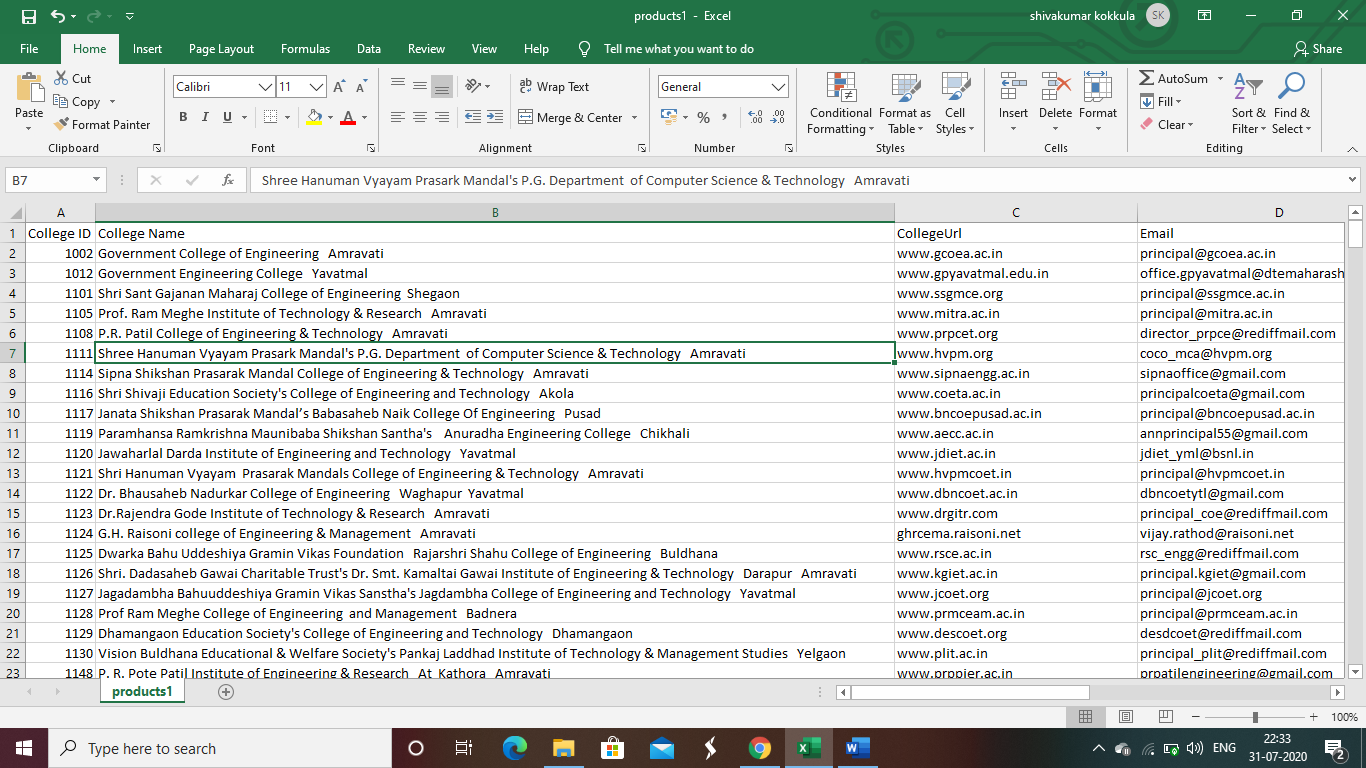 products1 - Excel
shivakumar kokkula SK
File Home Insert Page Layout Formulas Data Review View Help Tell me what you want to do Share
Paste Cut Copy Format Painter
Calibri 11
B I U A
Wrap Text
Merge & Center
General
% ,
Conditional Formatting Format as Table Cell Styles
Insert Delete Format
AutoSum Fill Clear
Sort & Filter Find & Select
Clipboard Font Alignment Number Styles Cells Editing
B7 fx Shree Hanuman Vyayam Prasark Mandal's P.G. Department of Computer Science & Technology Amravati
A B C D
1 College ID College Name CollegeUrl Email
2 1002 Government College of Engineering Amravati www.gcoea.ac.in principal@gcoea.ac.in
3 1012 Government Engineering College Yavatmal www.gpyavatmal.edu.in office.gpyavatmal@dtemaharash
4 1101 Shri Sant Gajanan Maharaj College of Engineering Shegaon www.ssgmce.org principal@ssgmce.ac.in
5 1105 Prof. Ram Meghe Institute of Technology & Research Amravati www.mitra.ac.in principal@mitra.ac.in
6 1108 P.R. Patil College of Engineering & Technology Amravati www.prpcet.org director_prpce@rediffmail.com
7 1111 Shree Hanuman Vyayam Prasark Mandal's P.G. Department of Computer Science & Technology Amravati www.hvpm.org coco_mca@hvpm.org
8 1114 Sipna Shikshan Prasarak Mandal College of Engineering & Technology Amravati www.sipnaengg.ac.in sipnaoffice@gmail.com
9 1116 Shri Shivaji Education Society's College of Engineering and Technology Akola www.coeta.ac.in principalcoeta@gmail.com
10 1117 Janata Shikshan Prasarak Mandal’s Babasaheb Naik College Of Engineering Pusad www.bncoepusad.ac.in principal@bncoepusad.ac.in
11 1119 Paramhansa Ramkrishna Maunibaba Shikshan Santha's Anuradha Engineering College Chikhali www.aecc.ac.in annprincipal55@gmail.com
12 1120 Jawaharlal Darda Institute of Engineering and Technology Yavatmal www.jdiet.ac.in jdiet_yml@bsnl.in
13 1121 Shri Hanuman Vyayam Prasarak Mandals College of Engineering & Technology Amravati www.hvpmcoet.in principal@hvpmcoet.in
14 1122 Dr. Bhausaheb Nadurkar College of Engineering Waghapur Yavatmal www.dbncoet.ac.in dbncoetytl@gmail.com
15 1123 Dr.Rajendra Gode Institute of Technology & Research Amravati www.drgitr.com principal_coe@rediffmail.com
16 1124 G.H. Raisoni college of Engineering & Management Amravati ghrcema.raisoni.net vijay.rathod@raisoni.net
17 1125 Dwarka Bahu Uddeshiya Gramin Vikas Foundation Rajarshri Shahu College of Engineering Buldhana www.rsce.ac.in rsc_engg@rediffmail.com
18 1126 Shri. Dadasaheb Gawai Charitable Trust's Dr. Smt. Kamaltai Gawai Institute of Engineering & Technology Darapur Amravati www.kgiet.ac.in principal.kgiet@gmail.com
19 1127 Jagadambha Bahuuddeshiya Gramin Vikas Sanstha's Jagdambha College of Engineering and Technology Yavatmal www.jcoet.org principal@jcoet.org
20 1128 Prof Ram Meghe College of Engineering and Management Badnera www.prmceam.ac.in principal@prmceam.ac.in
21 1129 Dhamangaon Education Society's College of Engineering and Technology Dhamangaon www.descoet.org desdcoet@rediffmail.com
22 1130 Vision Buldhana Educational & Welfare Society's Pankaj Laddhad Institute of Technology & Management Studies Yelgaon www.plit.ac.in principal_plit@rediffmail.com
23 1148 P. R. Pote Patil Institute of Engineering & Research At Kathora Amravati www.prppier.ac.in prpatilengineering@gmail.com
products1
100%
Type here to search
ENG 22:33
31-07-2020 2